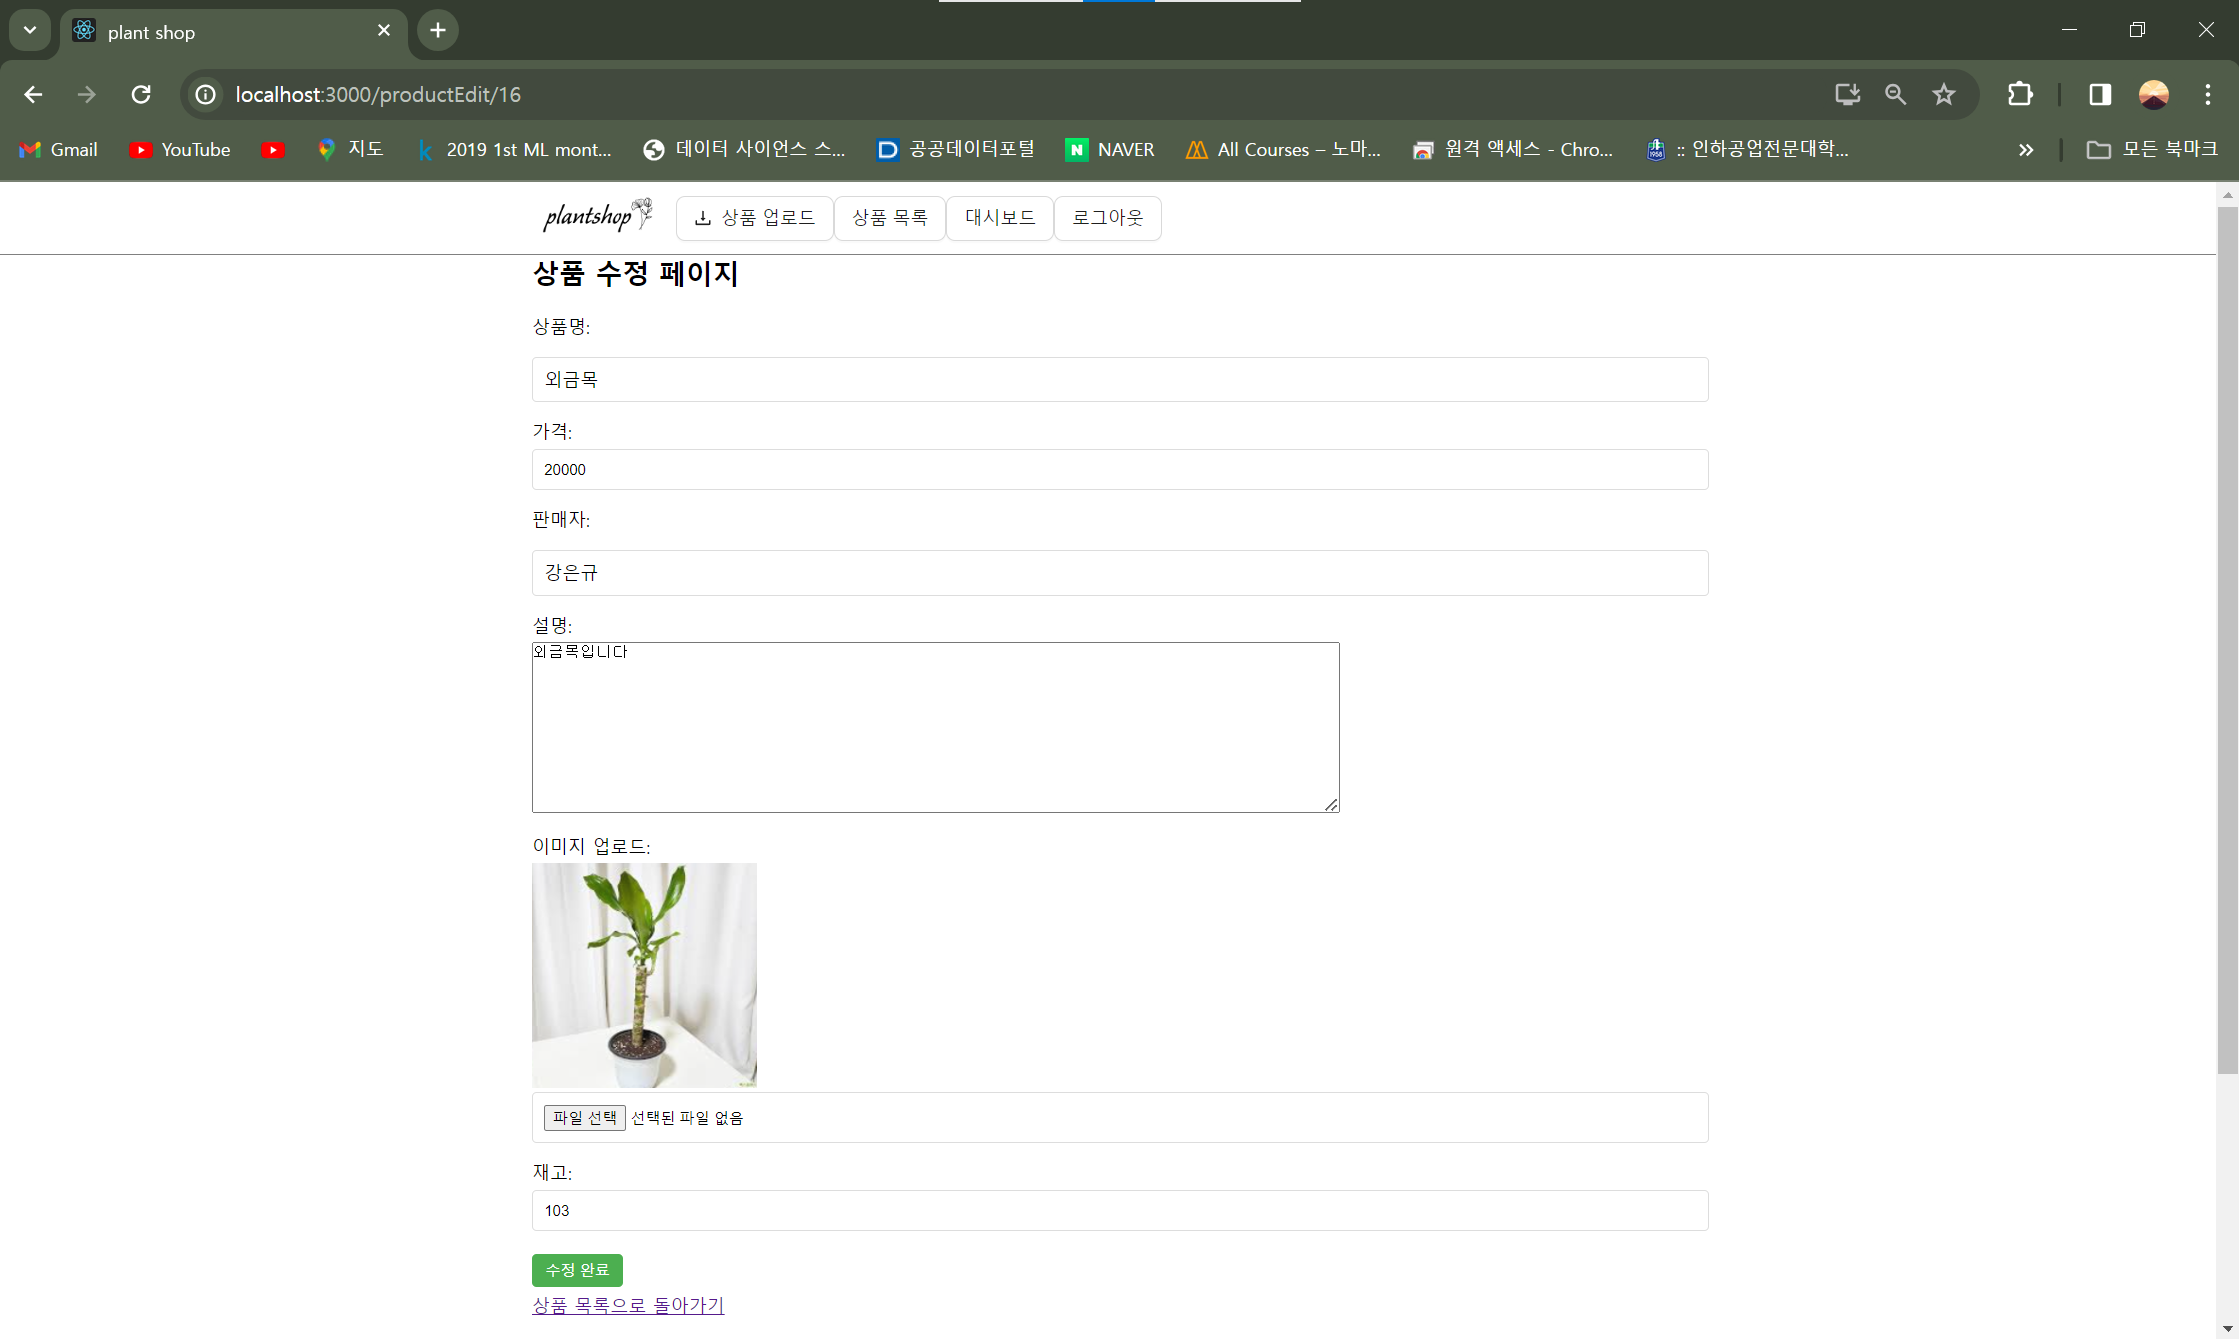 plant shop
localhost:3000/productEdit/16
Gmail YouTube 지도 2019 1st ML mont... 데이터 사이언스 스... 공공데이터포털 NAVER All Courses – 노마... 원격 액세스 - Chro... :: 인하공업전문대학... 모든 북마크
plantshop 상품 업로드 상품 목록 대시보드 로그아웃
상품 수정 페이지
상품명:
외금목
가격:
20000
판매자:
강은규
설명:
외금목입니다
이미지 업로드:
파일 선택 선택된 파일 없음
재고:
103
수정 완료
상품 목록으로 돌아가기